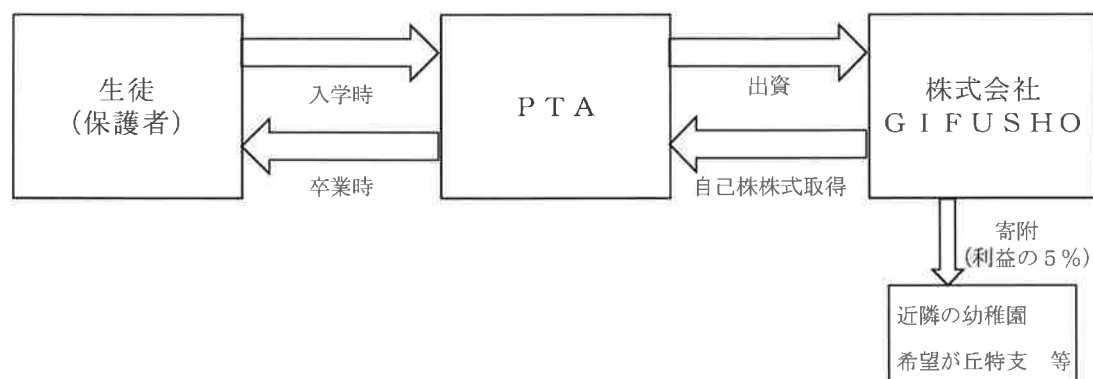 生徒
(保護者)
入学時
卒業時
ＰＴＡ
出資
自己株株式取得
株式会社
ＧＩＦＵＳＨＯ
寄附
(利益の５％)
近隣の幼稚園
希望が丘特支　等